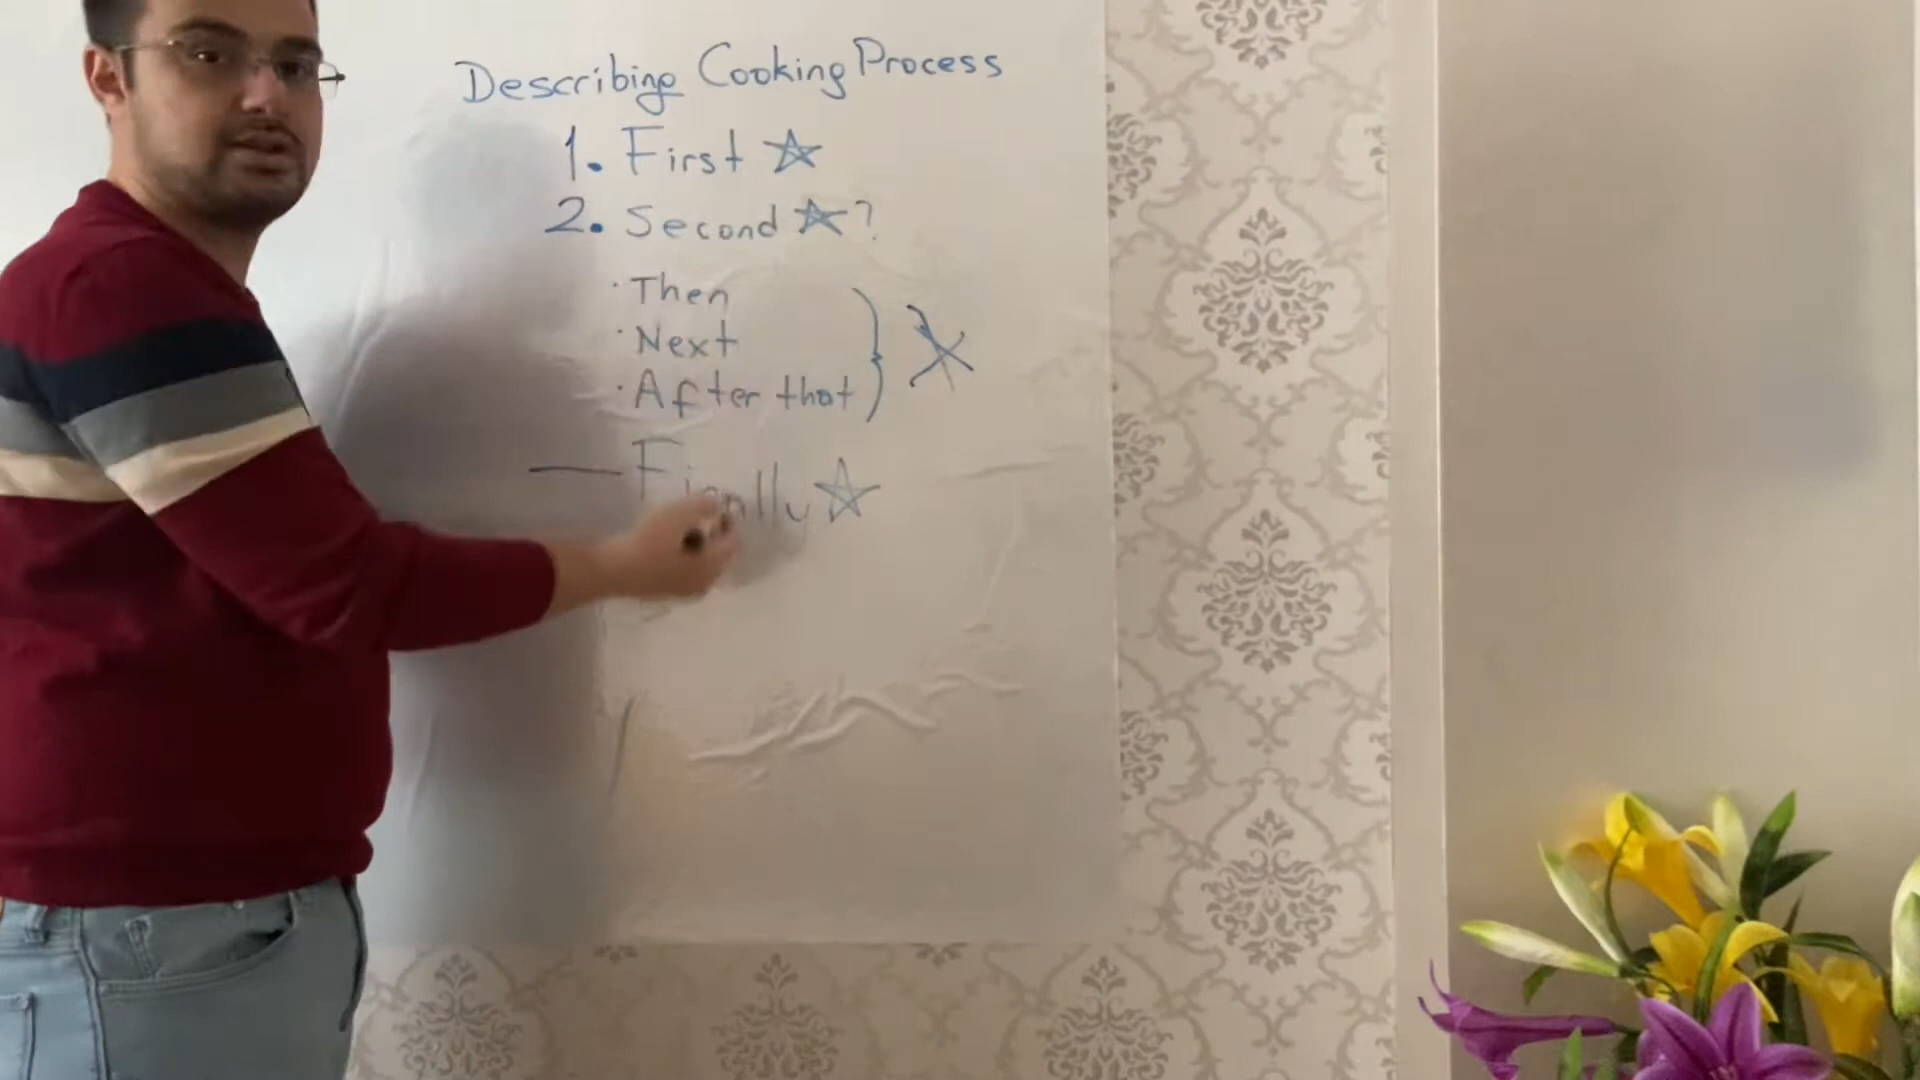 Describing Cooking Process
1. First ☆
2. Second ☆?
· Then
· Next
· After that
— Finally ☆